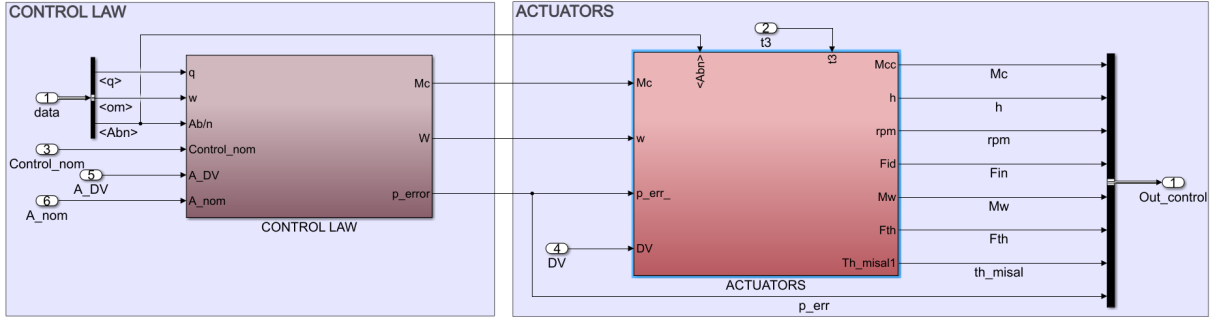 CONTROL LAW
1
data
<q>
<om>
<Abn>
3
Control_nom
5
A_DV
6
A_nom
q
w
Ab/n
Control_nom
A_DV
A_nom
Mc
W
p_error
CONTROL LAW
ACTUATORS
2
t3
4
DV
<Abn>
t3
Mc
w
p_err_
DV
Mcc
h
rpm
Fid
Mw
Fth
Th_misal1
ACTUATORS
Mc
h
rpm
Fin
Mw
Fth
th_misal
p_err
1
Out_control